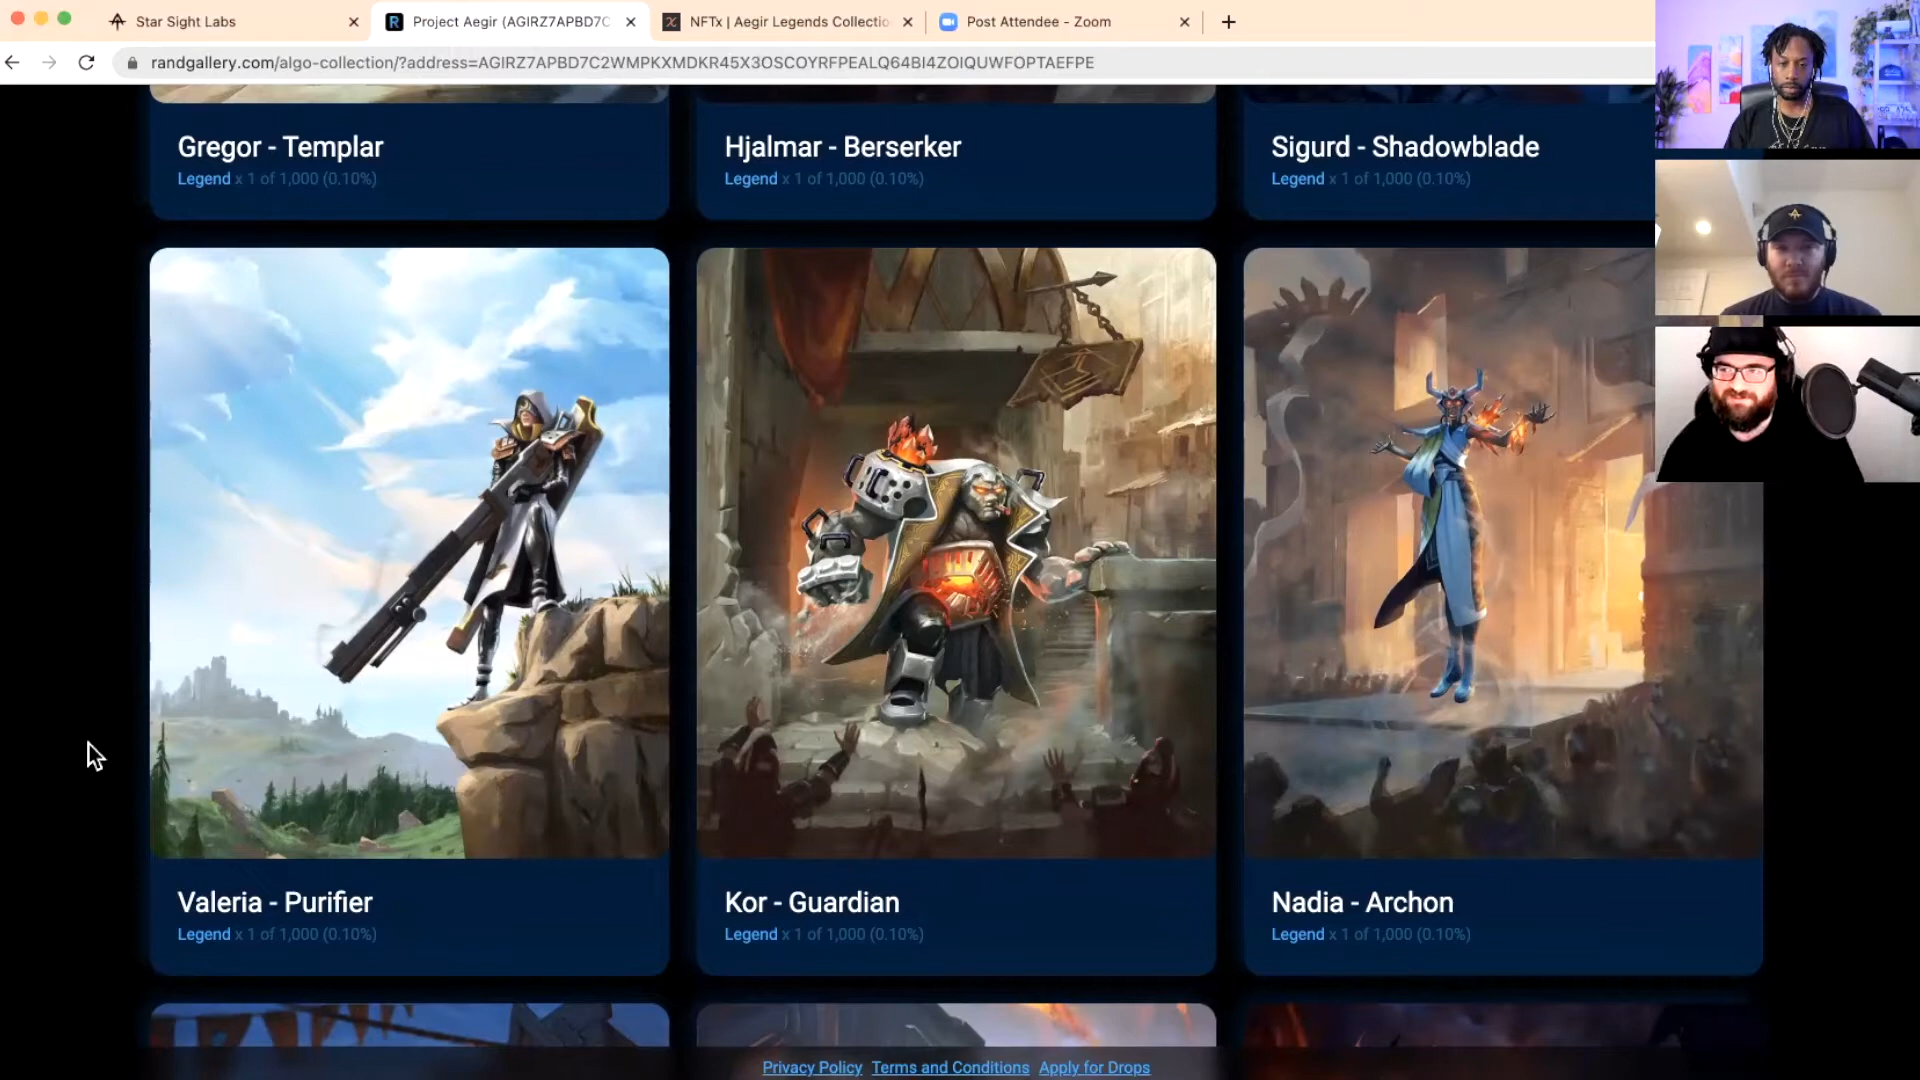 Star Sight Labs
Project Aegir (AGIRZ7APBD7C
NFTx | Aegir Legends Collectio
Post Attendee - Zoom
randgallery.com/algo-collection/?address=AGIRZ7APBD7C2WMPKXMDKR45X3OSCOYRFPEALQ64BI4ZOIQUWFOPTAEFPE
Gregor - Templar
Legend x 1 of 1,000 (0.10%)
Hjalmar - Berserker
Legend x 1 of 1,000 (0.10%)
Sigurd - Shadowblade
Legend x 1 of 1,000 (0.10%)
Valeria - Purifier
Legend x 1 of 1,000 (0.10%)
Kor - Guardian
Legend x 1 of 1,000 (0.10%)
Nadia - Archon
Legend x 1 of 1,000 (0.10%)
Privacy Policy Terms and Conditions Apply for Drops